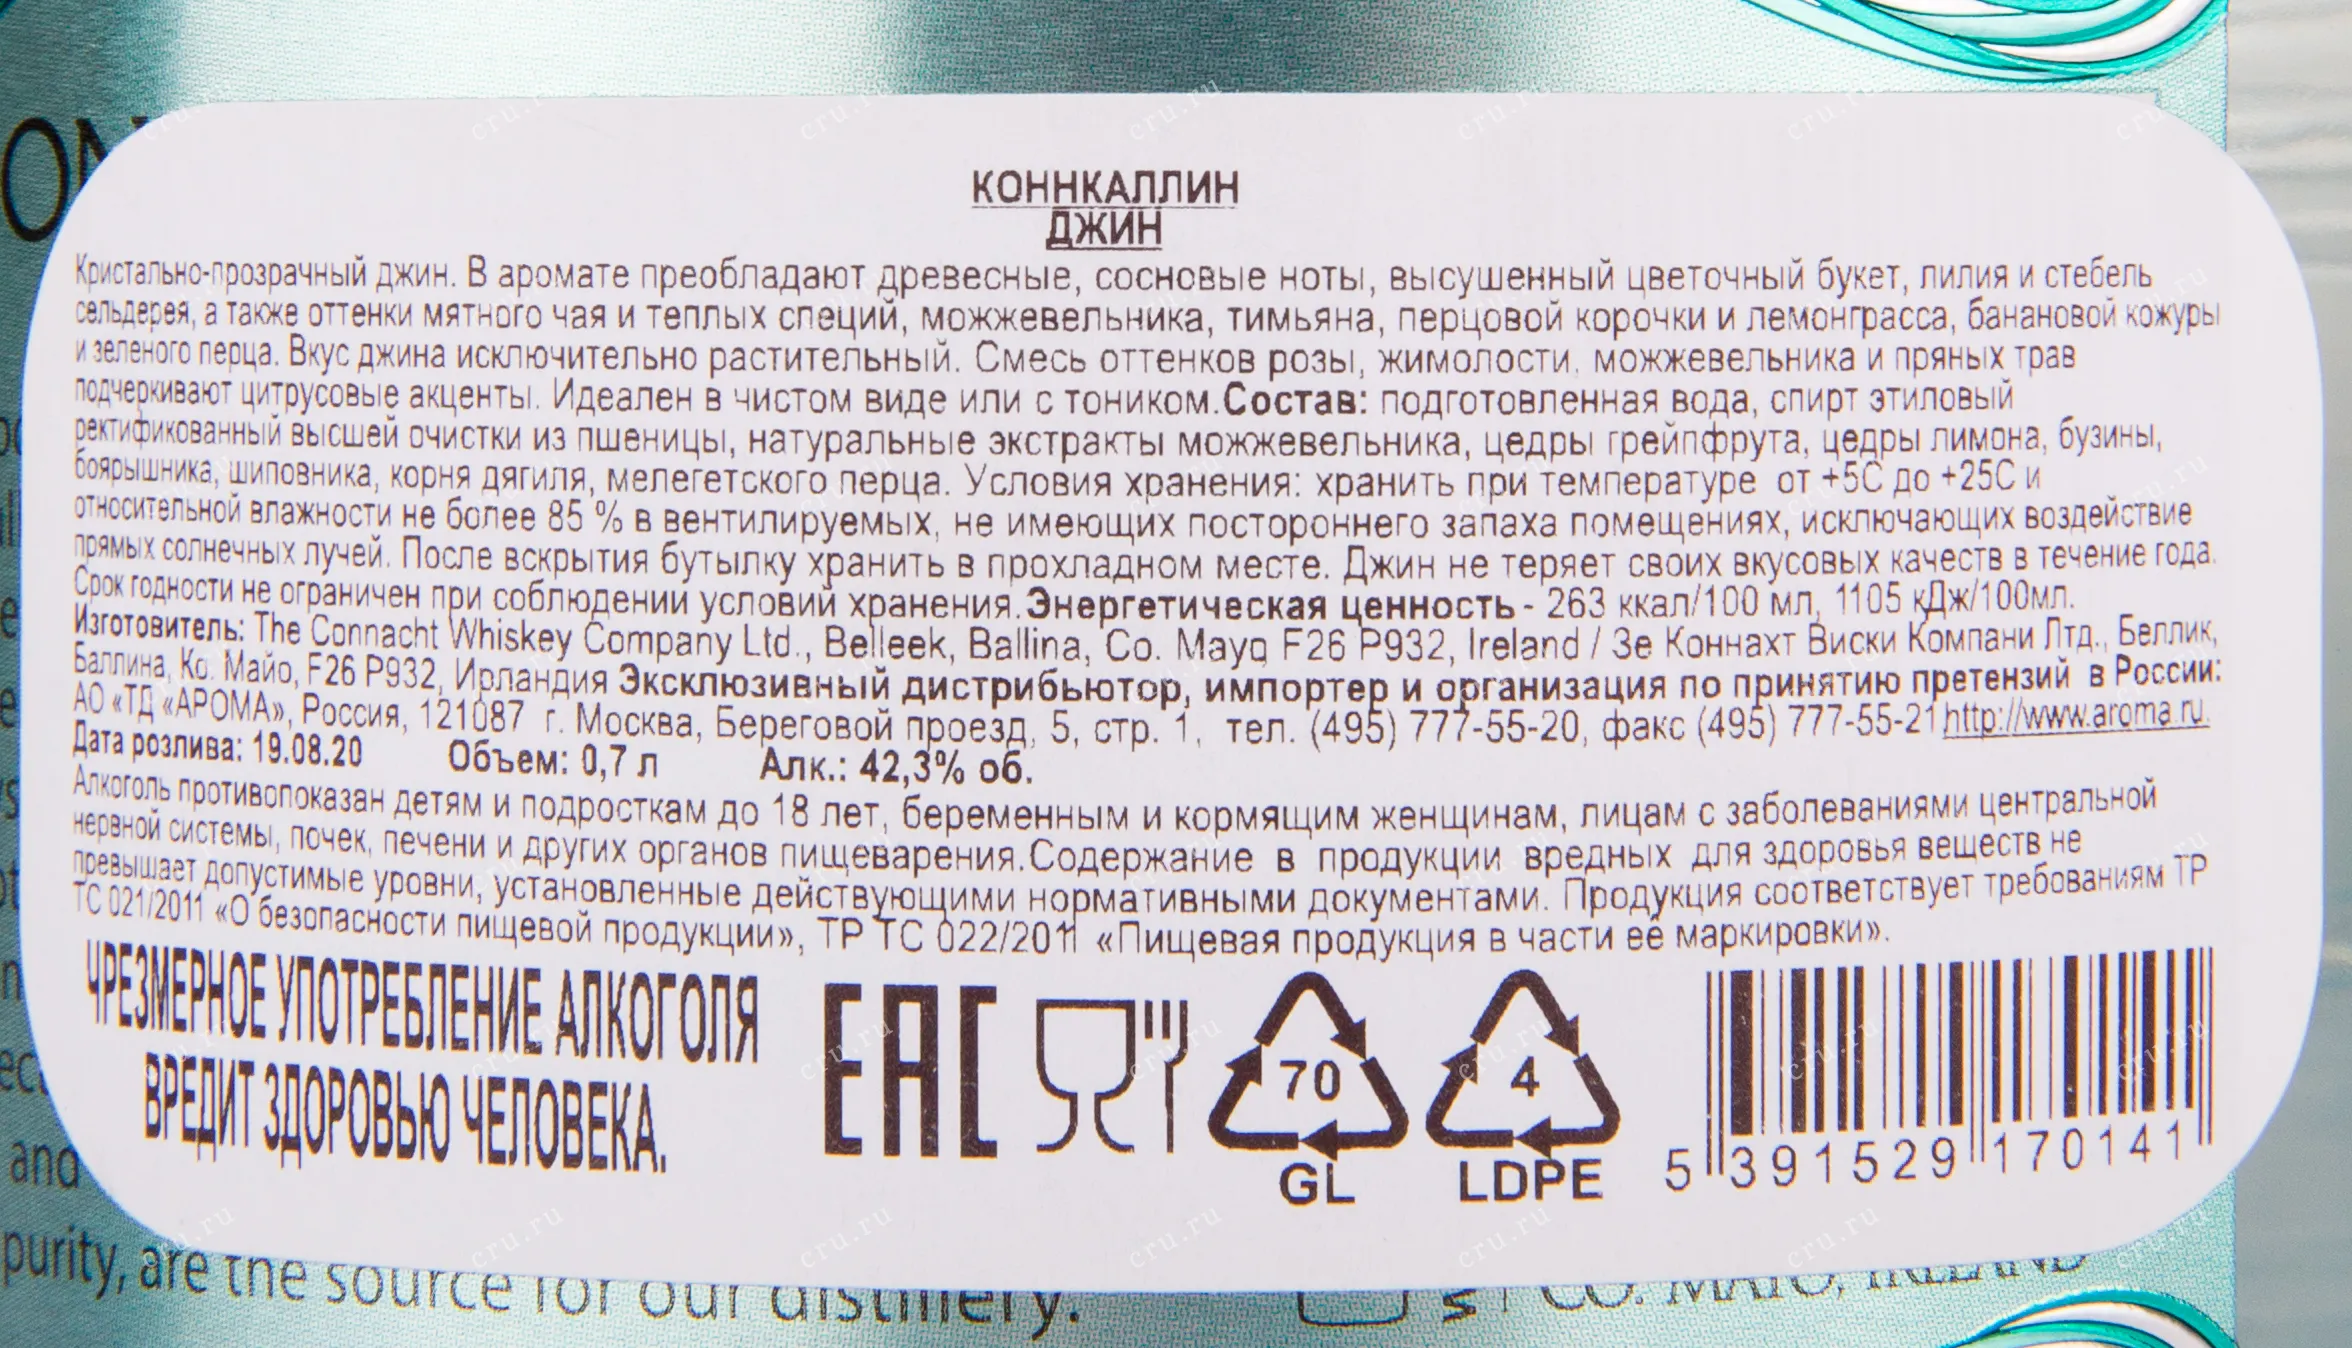 КОННКАЛЛИН
ДЖИН
Кристально-прозрачный джин. В аромате преобладают древесные, сосновые ноты, высушенный цветочный букет, лилия и стебель
сельдерея, а также оттенки мятного чая и теплых специй, можжевельника, тимьяна, перцовой корочки и лемонграсса, банановой кожуры
и зеленого перца. Вкус джина исключительно растительный. Смесь оттенков розы, жимолости, можжевельника и пряных трав
подчеркивают цитрусовые акценты. Идеален в чистом виде или с тоником.Состав: подготовленная вода, спирт этиловый
ректификованный высшей очистки из пшеницы, натуральные экстракты можжевельника, цедры грейпфрута, цедры лимона, бузины,
боярышника, шиповника, корня дягиля, мелегетского перца. Условия хранения: хранить при температуре от +5С до +25С и
относительной влажности не более 85 % в вентилируемых, не имеющих постороннего запаха помещениях, исключающих воздействие
прямых солнечных лучей. После вскрытия бутылку хранить в прохладном месте. Джин не теряет своих вкусовых качеств в течение года.
Срок годности не ограничен при соблюдении условий хранения.Энергетическая ценность - 263 ккал/100 мл, 1105 кДж/100мл.
Изготовитель: The Connacht Whiskey Company Ltd., Belleek, Ballina, Co. Mayo F26 P932, Ireland / Зе Коннахт Виски Компани Лтд., Беллик,
Баллина, Ко. Майо, F26 P932, Ирландия Эксклюзивный дистрибьютор, импортер и организация по принятию претензий в России:
АО «ТД «АРОМА», Россия, 121087 г. Москва, Береговой проезд, 5, стр. 1, тел. (495) 777-55-20, факс (495) 777-55-21 http://www.aroma.ru.
Дата розлива: 19.08.20 Объем: 0,7 л Алк.: 42,3% об.
Алкоголь противопоказан детям и подросткам до 18 лет, беременным и кормящим женщинам, лицам с заболеваниями центральной
нервной системы, почек, печени и других органов пищеварения.Содержание в продукции вредных для здоровья веществ не
превышает допустимые уровни, установленные действующими нормативными документами. Продукция соответствует требованиям ТР
ТС 021/2011 «О безопасности пищевой продукции», ТР ТС 022/2011 «Пищевая продукция в части её маркировки».
ЧРЕЗМЕРНОЕ УПОТРЕБЛЕНИЕ АЛКОГОЛЯ
ВРЕДИТ ЗДОРОВЬЮ ЧЕЛОВЕКА.
ЕАС
70
GL
4
LDPE
5 391529 170141
and
purity, are the source for our distillery.
CO. MAYO, IRELAND
cru.ru